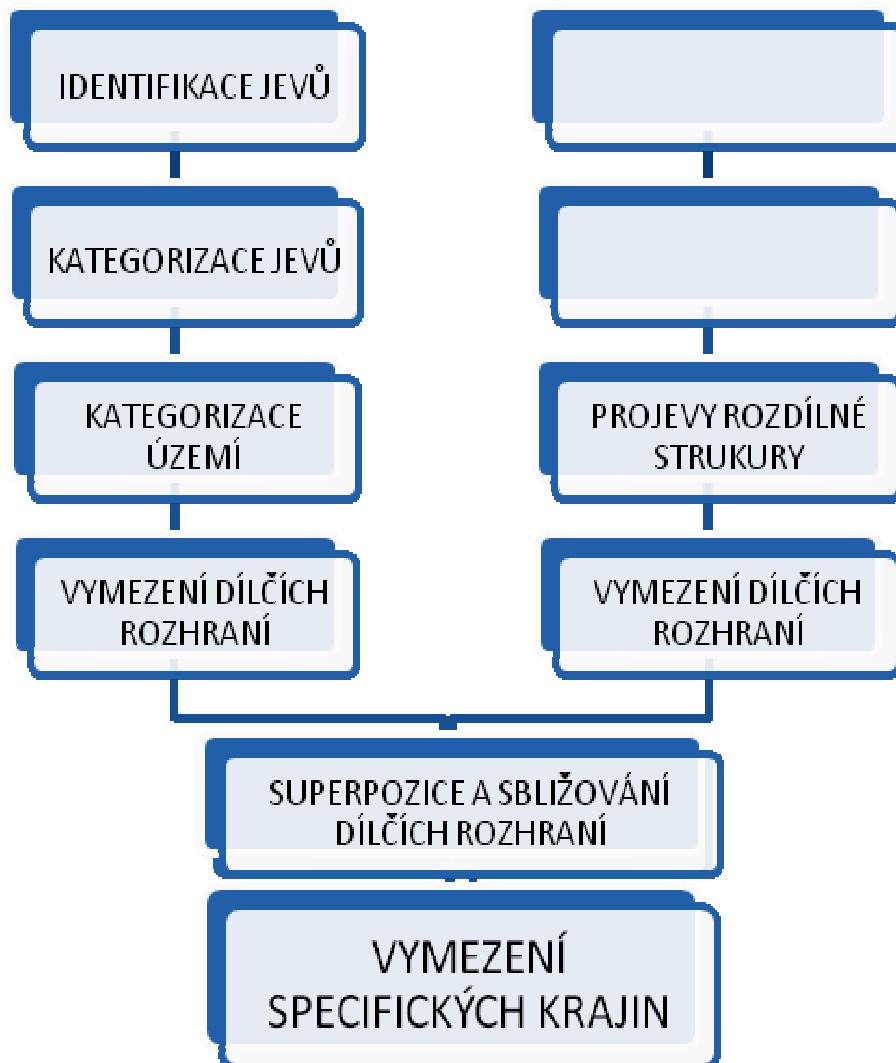 IDENTIFIKACE JEVŮ
KATEGORIZACE JEVŮ
KATEGORIZACE
ÚZEMÍ
VYMEZENÍ DÍLČÍCH
ROZHRANÍ
PROJEVY ROZDÍLNÉ
STRUKURY
VYMEZENÍ DÍLČÍCH
ROZHRANÍ
SUPERPOZICE A SBLIŽOVÁNÍ
DÍLČÍCH ROZHRANÍ
VYMEZENÍ
SPECIFICKÝCH KRAJIN